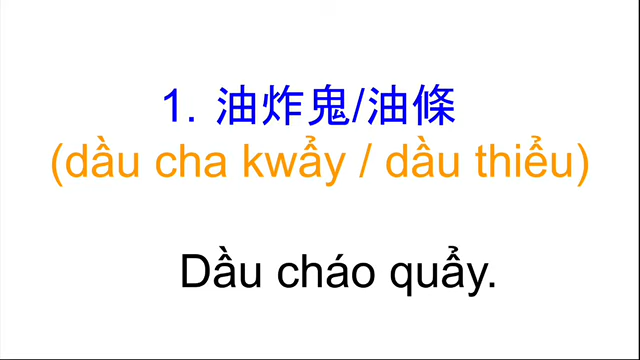 1. 油炸鬼/油條
(dầu cha kwẩy / dầu thiểu)
Dầu cháo quẩy.